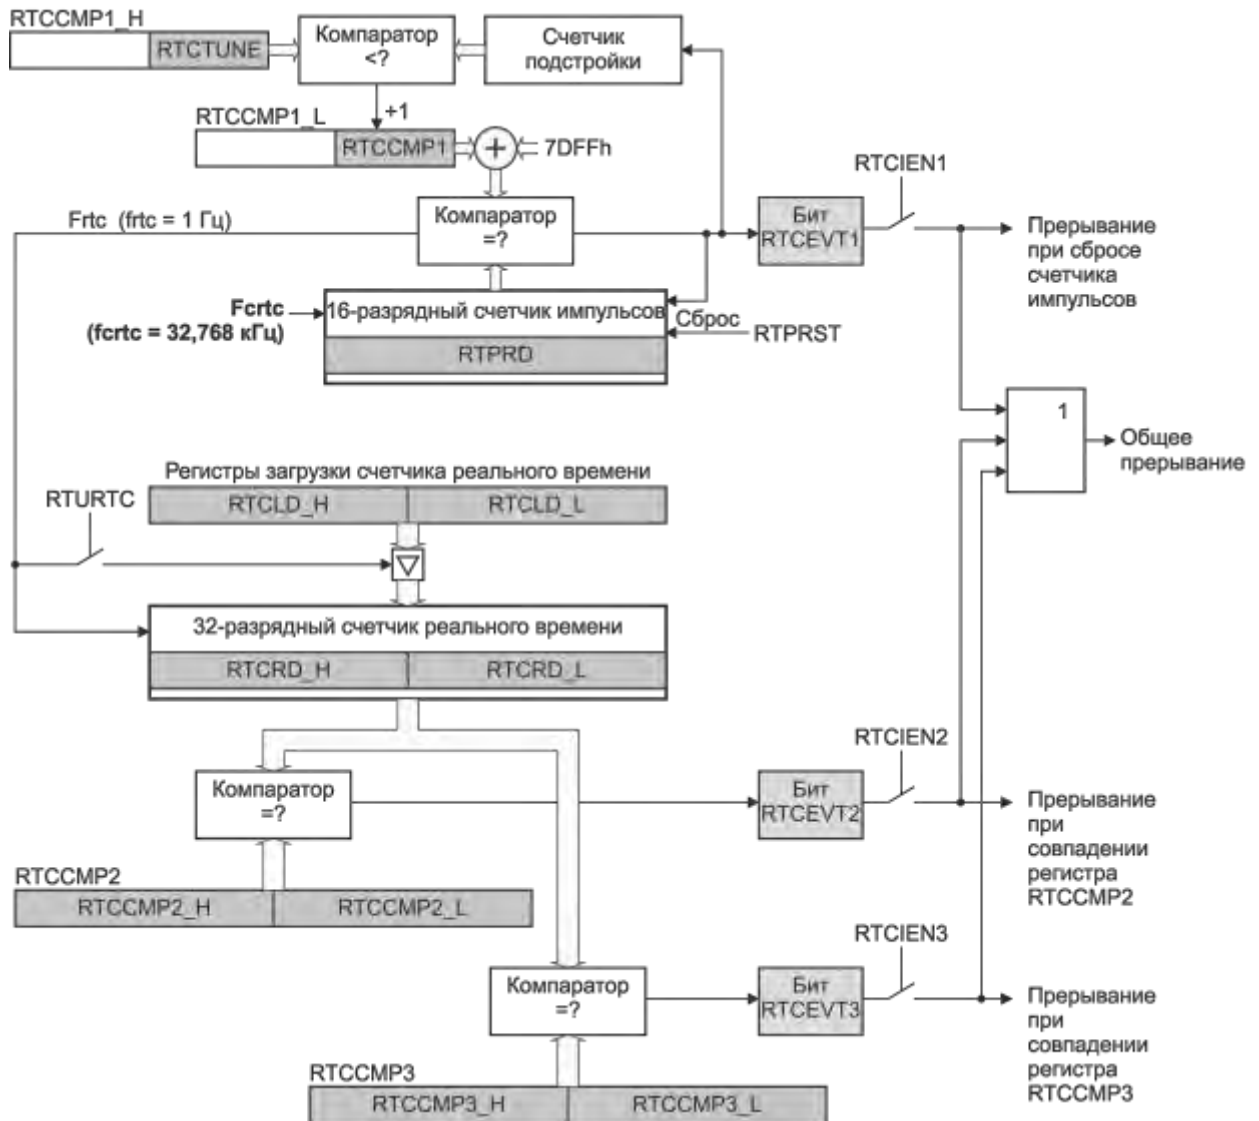 RTCCMP1_H
RTCTUNE
Компаратор
<?
Счетчик
подстройки
+1
RTCCMP1_L
RTCCMP1
+
7DFFh
RTCIEN1
Frtc (frtc = 1 Гц)
Компаратор
=?
Бит
RTCEVT1
Прерывание
при сбросе
счетчика
импульсов
Fcrtc
(fcrtc = 32,768 кГц)
16-разрядный счетчик импульсов
Сброс
RTPRST
RTPRD
1
Общее
прерывание
Регистры загрузки счетчика реального времени
RTURTC
RTCLD_H
RTCLD_L
32-разрядный счетчик реального времени
RTCRD_H
RTCRD_L
RTCIEN2
Компаратор
=?
Бит
RTCEVT2
Прерывание
при
совпадении
регистра
RTCCMP2
RTCCMP2
RTCCMP2_H
RTCCMP2_L
RTCIEN3
Компаратор
=?
Бит
RTCEVT3
Прерывание
при
совпадении
регистра
RTCCMP3
RTCCMP3
RTCCMP3_H
RTCCMP3_L